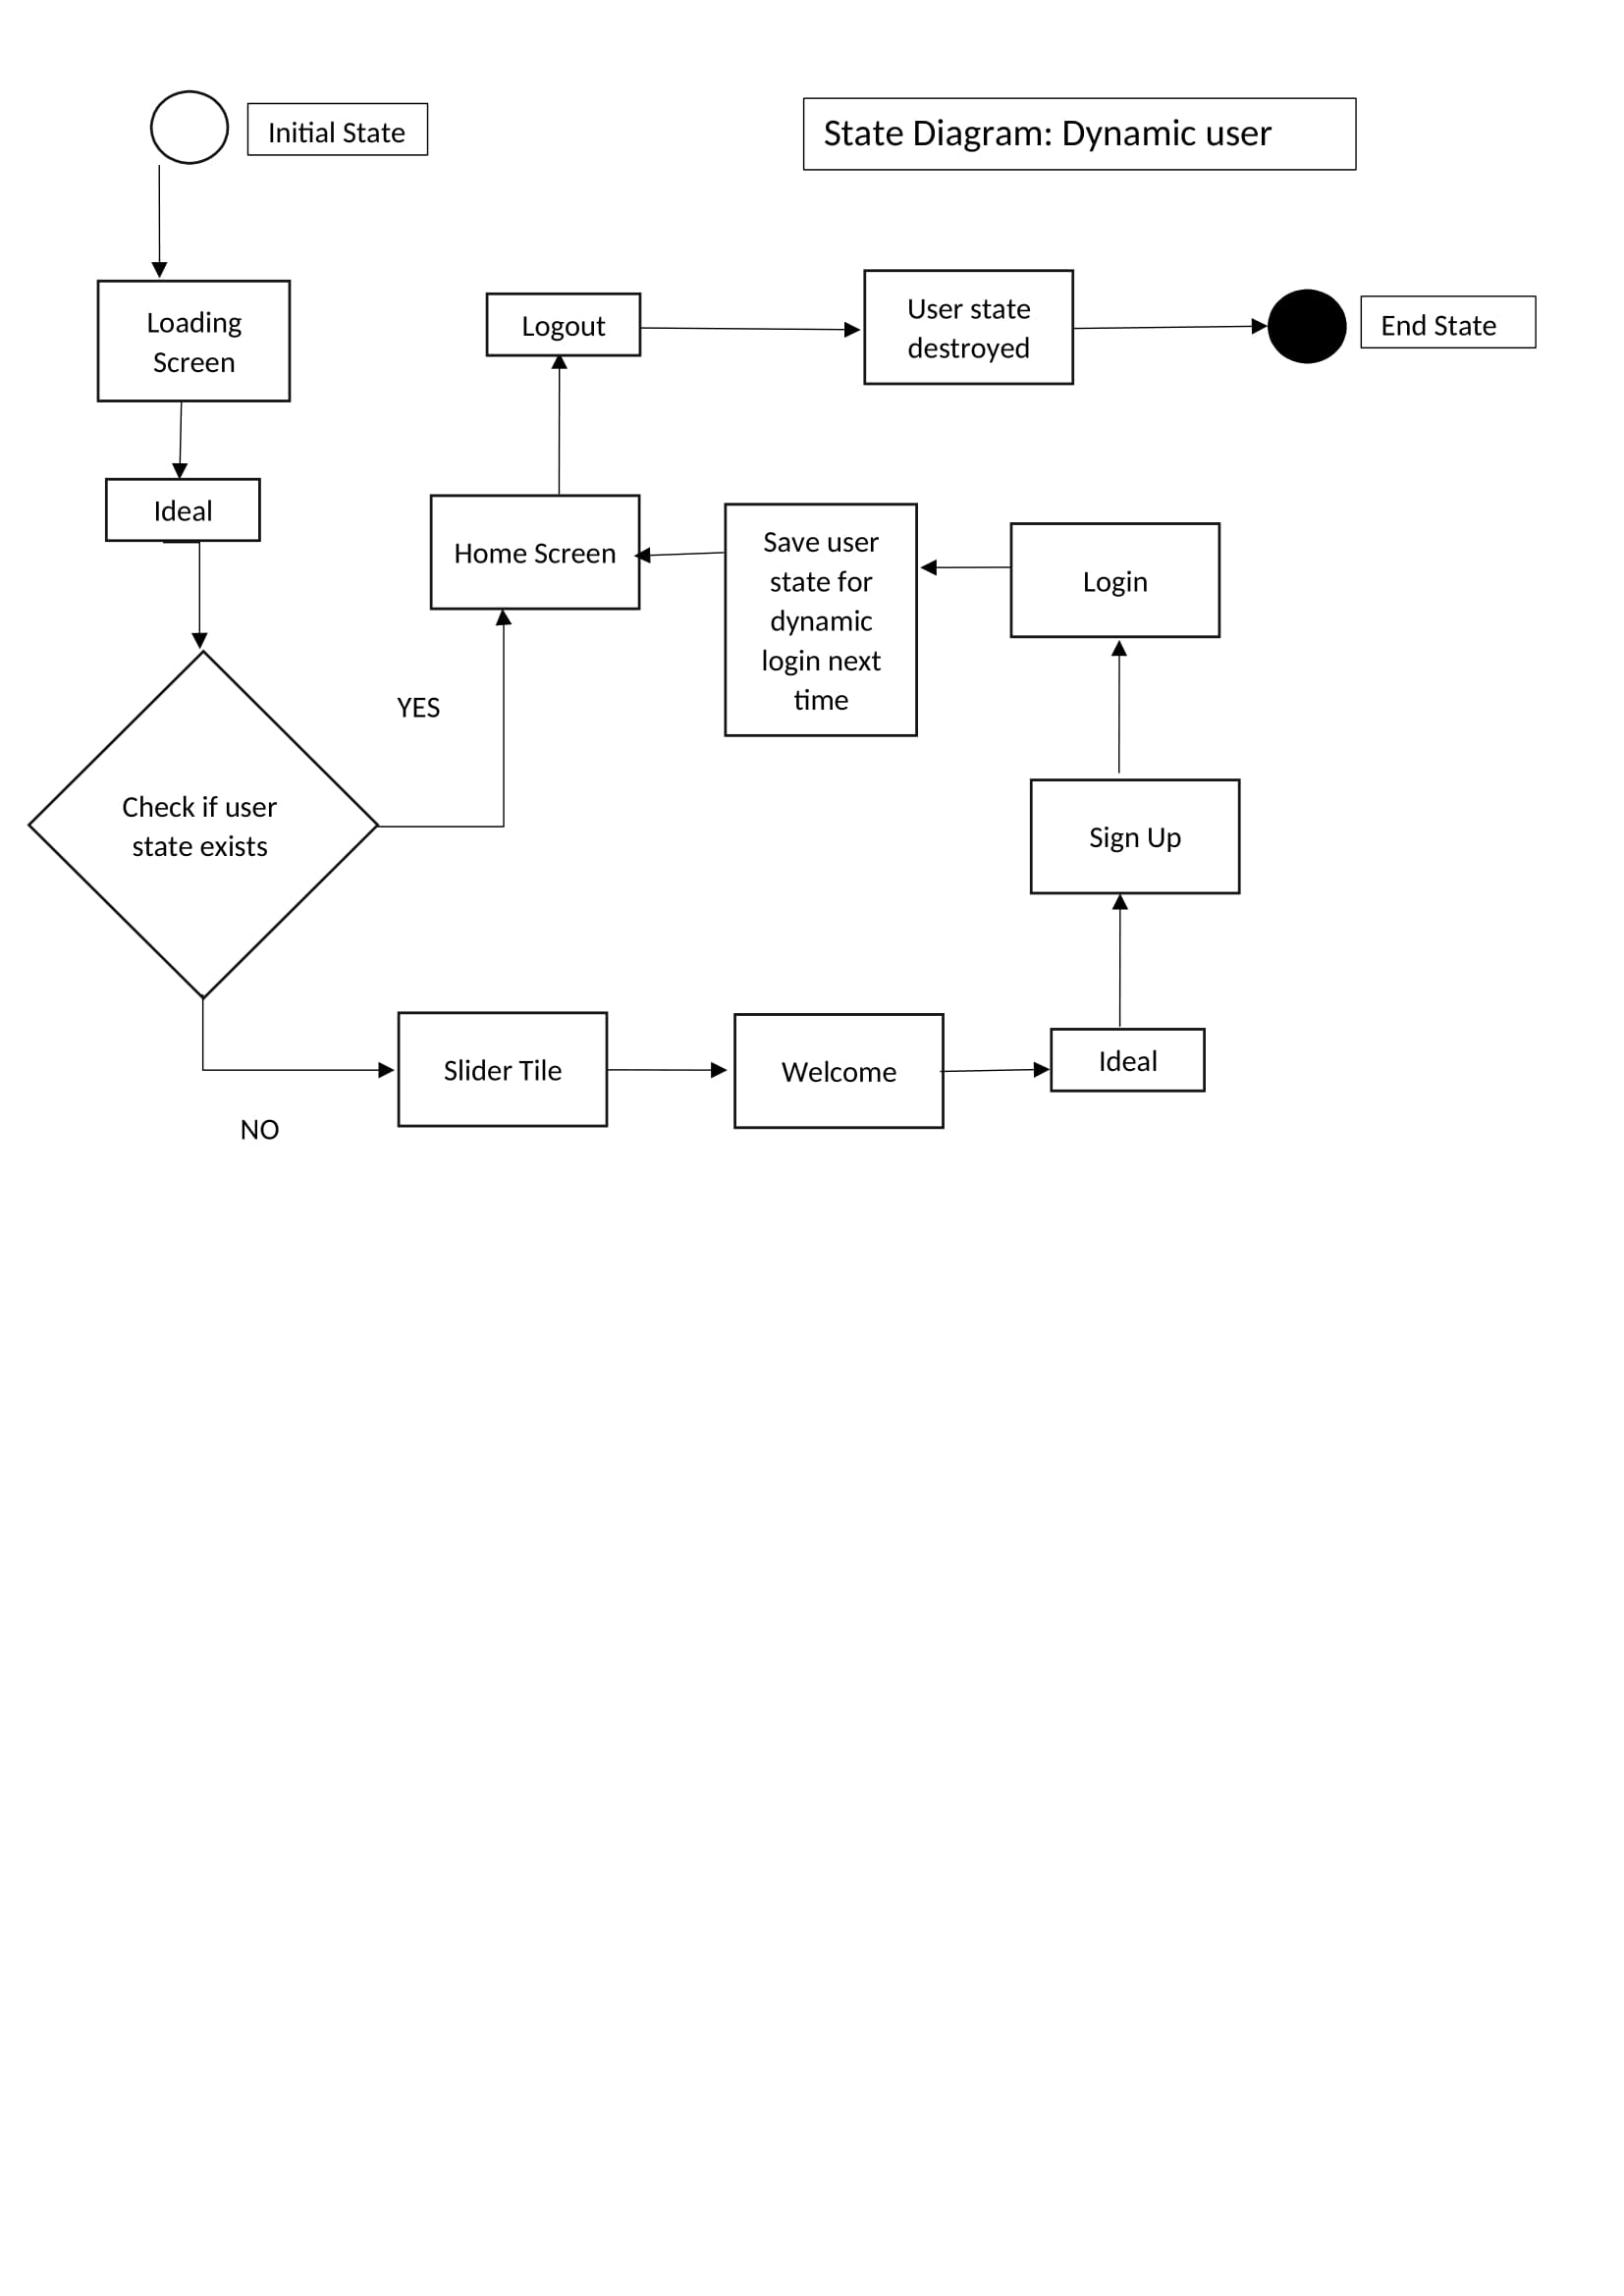 Initial State
State Diagram: Dynamic user
Loading
Screen
Logout
User state
destroyed
End State
Ideal
Home Screen
Save user
state for
dynamic
login next
time
Login
YES
Check if user
state exists
Sign Up
Slider Tile
Welcome
Ideal
NO